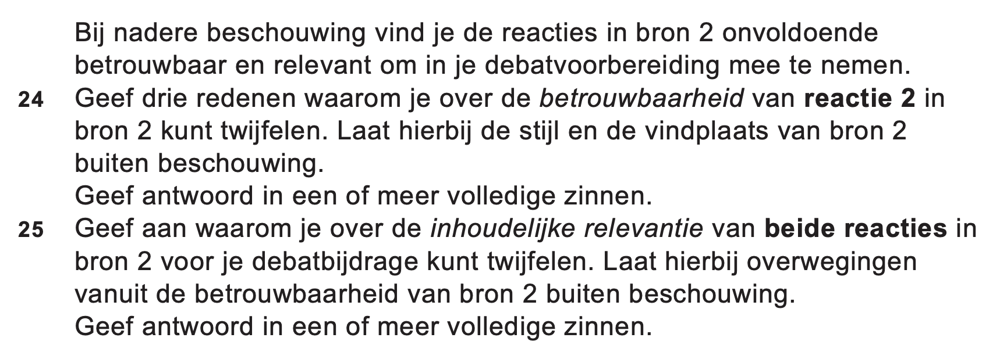 Bij nadere beschouwing vind je de reacties in bron 2 onvoldoende
betrouwbaar en relevant om in je debatvoorbereiding mee te nemen.
24 Geef drie redenen waarom je over de betrouwbaarheid van reactie 2 in
bron 2 kunt twijfelen. Laat hierbij de stijl en de vindplaats van bron 2
buiten beschouwing.
Geef antwoord in een of meer volledige zinnen.
25 Geef aan waarom je over de inhoudelijke relevantie van beide reacties in
bron 2 voor je debatbijdrage kunt twijfelen. Laat hierbij overwegingen
vanuit de betrouwbaarheid van bron 2 buiten beschouwing.
Geef antwoord in een of meer volledige zinnen.